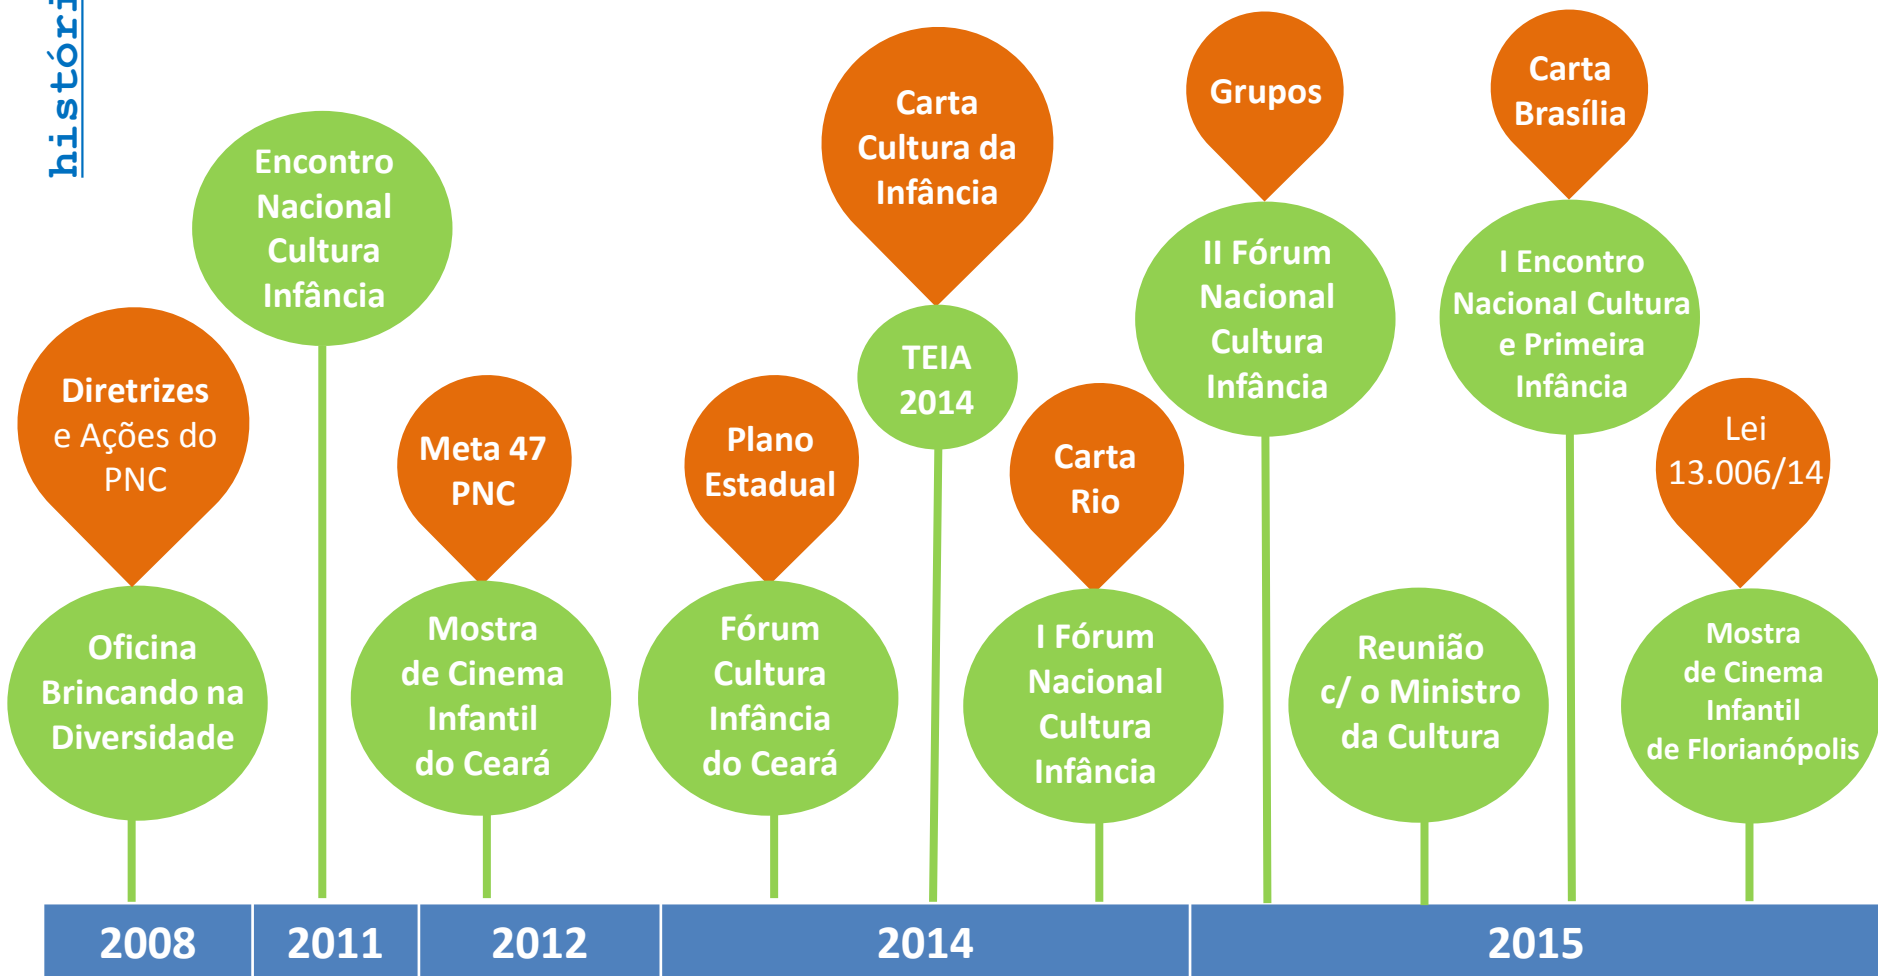 Encontro
Nacional
Cultura
Infância
Carta
Cultura da
Infância
Grupos
Carta
Brasília
II Fórum
Nacional
Cultura
Infância
I Encontro
Nacional Cultura
e Primeira
Infância
TEIA
2014
Diretrizes
e Ações do
PNC
Meta 47
PNC
Plano
Estadual
Carta
Rio
Lei
13.006/14
Oficina
Brincando na
Diversidade
Mostra
de Cinema
Infantil
do Ceará
Fórum
Cultura
Infância
do Ceará
I Fórum
Nacional
Cultura
Infância
Reunião
c/ o Ministro
da Cultura
Mostra
de Cinema
Infantil
de Florianópolis
2008
2011
2012
2014
2015